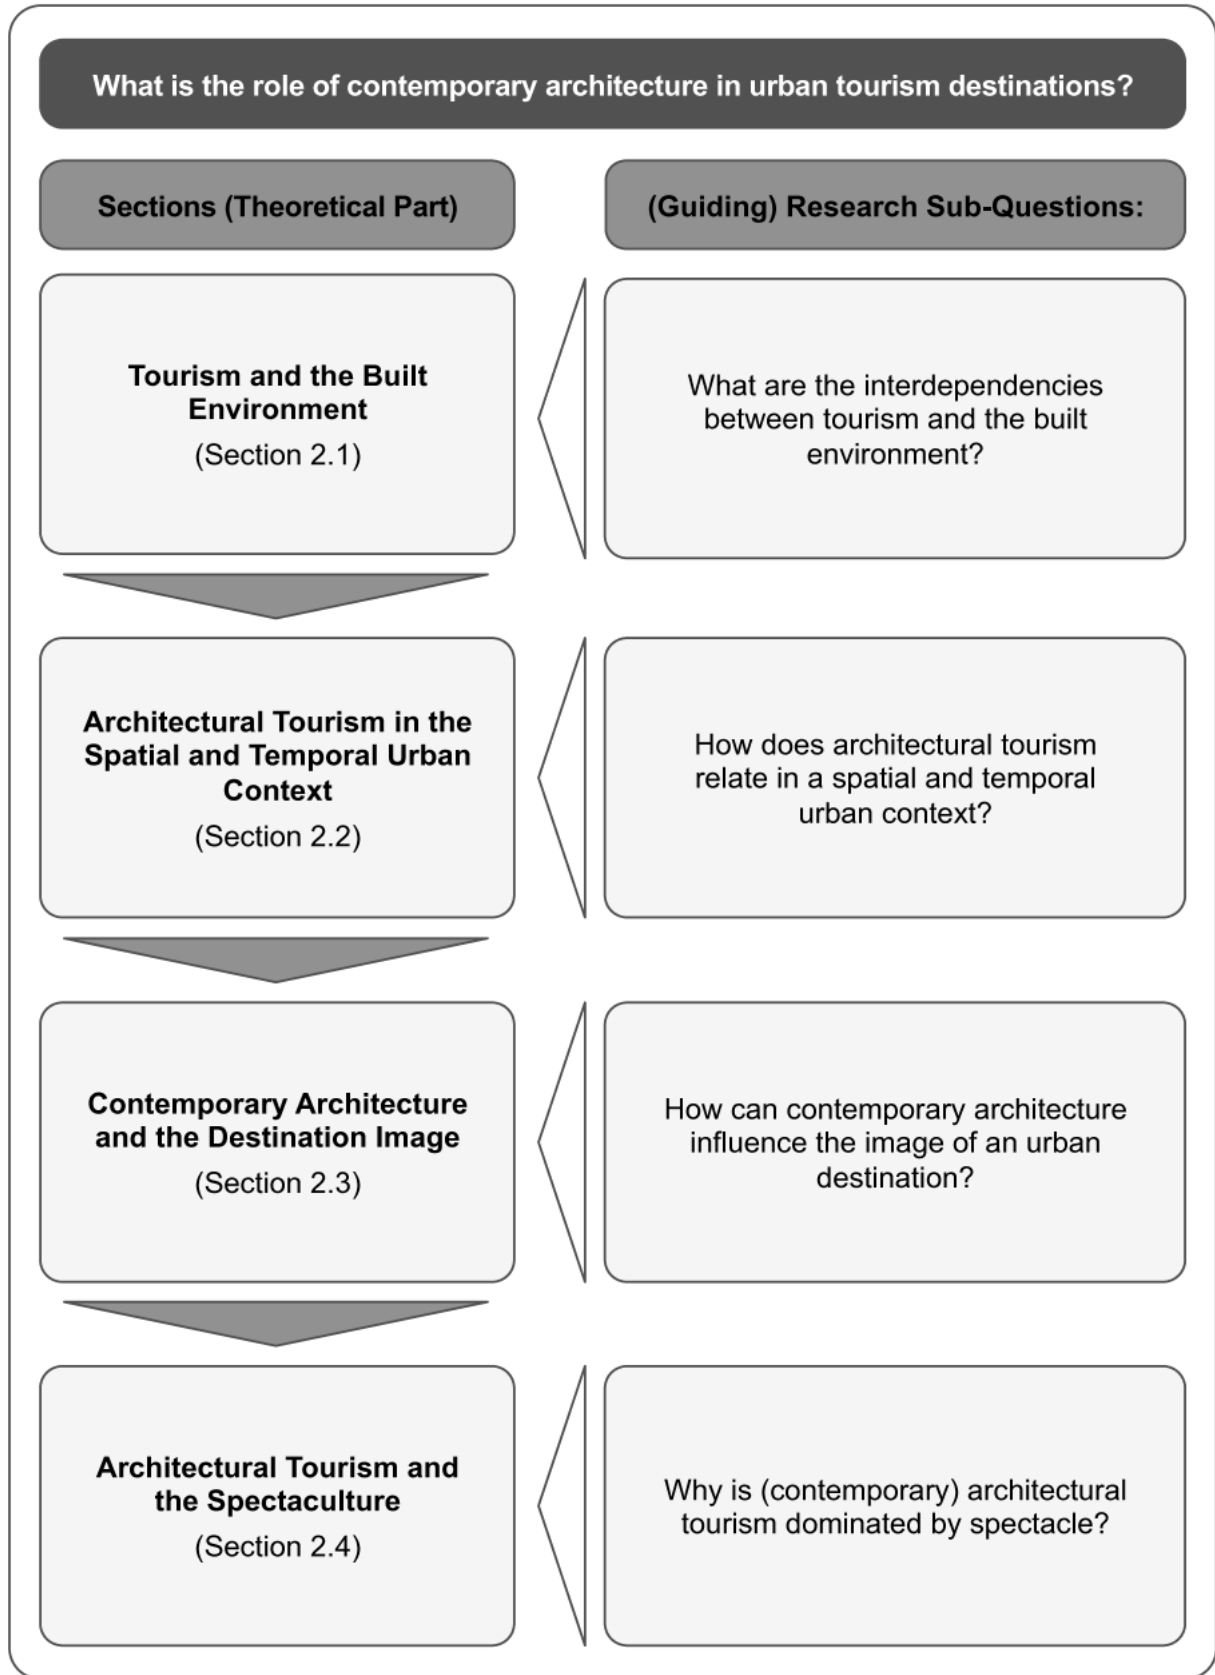 What is the role of contemporary architecture in urban tourism destinations?
Sections (Theoretical Part)
(Guiding) Research Sub-Questions:
Tourism and the Built
Environment
(Section 2.1)
What are the interdependencies
between tourism and the built
environment?
Architectural Tourism in the
Spatial and Temporal Urban
Context
(Section 2.2)
How does architectural tourism
relate in a spatial and temporal
urban context?
Contemporary Architecture
and the Destination Image
(Section 2.3)
How can contemporary architecture
influence the image of an urban
destination?
Architectural Tourism and
the Spectaculture
(Section 2.4)
Why is (contemporary) architectural
tourism dominated by spectacle?